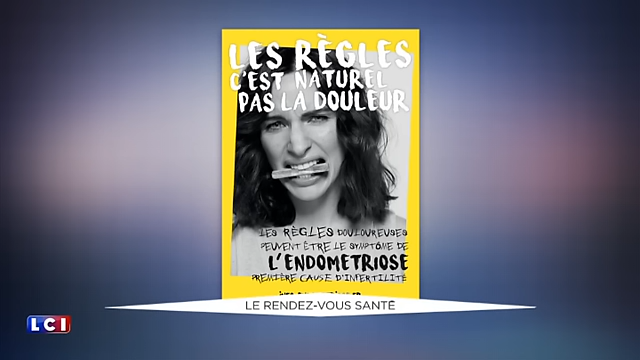 LES RÈGLES
C'EST NATUREL
PAS LA DOULEUR
LES RÈGLES DOULOUREUSES
PEUVENT ÊTRE LE SYMPTÔME DE
L'ENDOMETRIOSE
PREMIÈRE CAUSE D'INFERTILITÉ
LE RENDEZ-VOUS SANTÉ
LCI